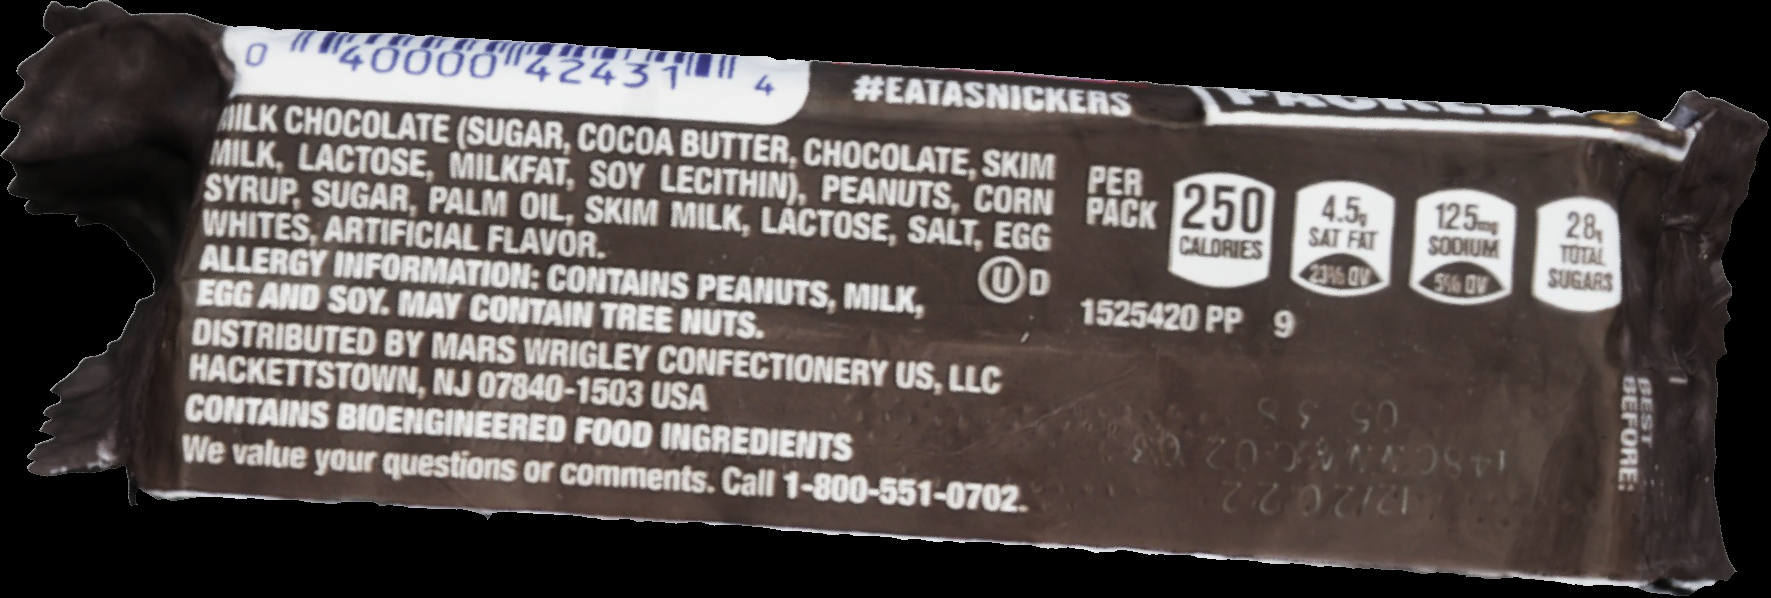 0 40000 42431 4
#EATASNICKERS
MILK CHOCOLATE (SUGAR, COCOA BUTTER, CHOCOLATE, SKIM
MILK, LACTOSE, MILKFAT, SOY LECITHIN), PEANUTS, CORN
SYRUP, SUGAR, PALM OIL, SKIM MILK, LACTOSE, SALT, EGG
WHITES, ARTIFICIAL FLAVOR.
ALLERGY INFORMATION: CONTAINS PEANUTS, MILK,
EGG AND SOY. MAY CONTAIN TREE NUTS.
U D
DISTRIBUTED BY MARS WRIGLEY CONFECTIONERY US, LLC
HACKETTSTOWN, NJ 07840-1503 USA
CONTAINS BIOENGINEERED FOOD INGREDIENTS
We value your questions or comments. Call 1-800-551-0702.
PER
PACK
250
CALORIES
4.5g
SAT FAT
23% DV
125mg
SODIUM
5% DV
28g
TOTAL
SUGARS
1525420 PP 9
BEST
BEFORE:
12/2022